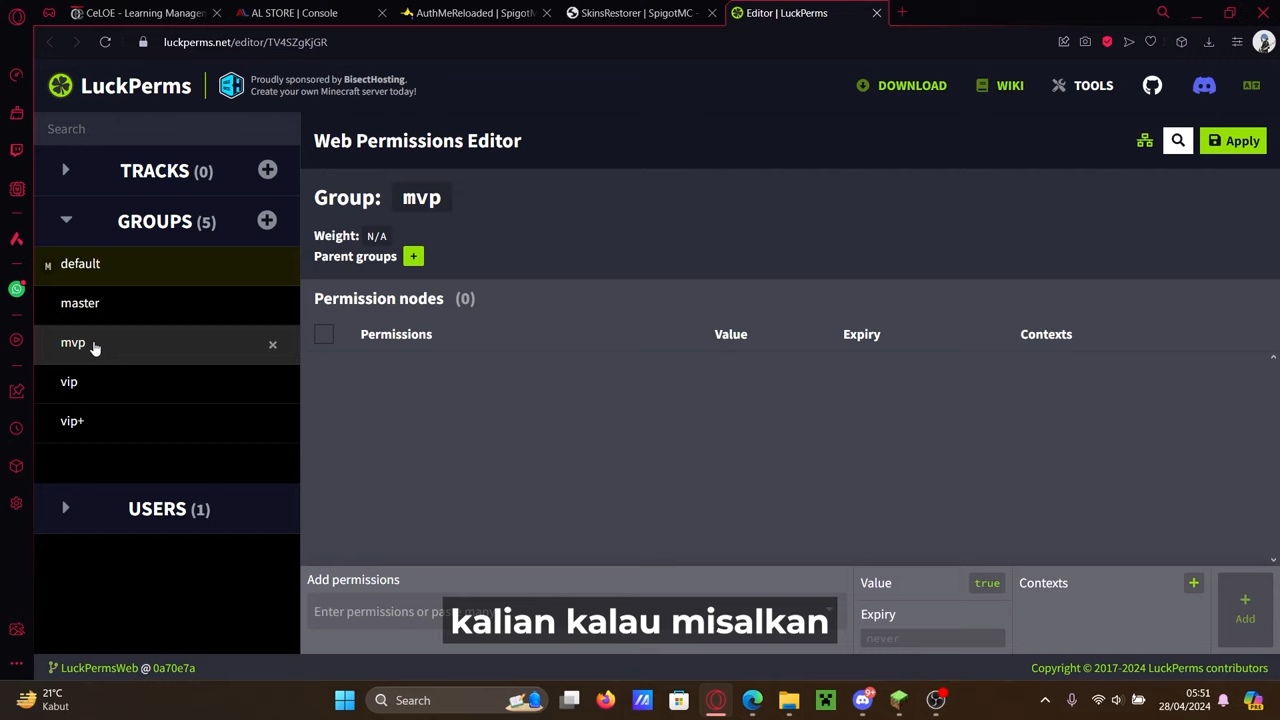 CeLOE - Learning Manager
AL STORE | Console
AuthMeReloaded | SpigotM
SkinsRestorer | SpigotMC -
Editor | LuckPerms
luckperms.net/editor/TV4SZgKjGR
LuckPerms
Proudly sponsored by BisectHosting.
Create your own Minecraft server today!
DOWNLOAD
WIKI
TOOLS
Search
Web Permissions Editor
Apply
TRACKS (0)
GROUPS (5)
default
M
master
mvp
vip
vip+
USERS (1)
Group: mvp
Weight: N/A
Parent groups +
Permission nodes (0)
Permissions Value Expiry Contexts
Add permissions
Enter permissions or paste many
Value true
Expiry
never
Contexts
Add
kalian kalau misalkan
LuckPermsWeb @ 0a70e7a
Copyright © 2017-2024 LuckPerms contributors
21°C
Kabut
Search
05:51
28/04/2024